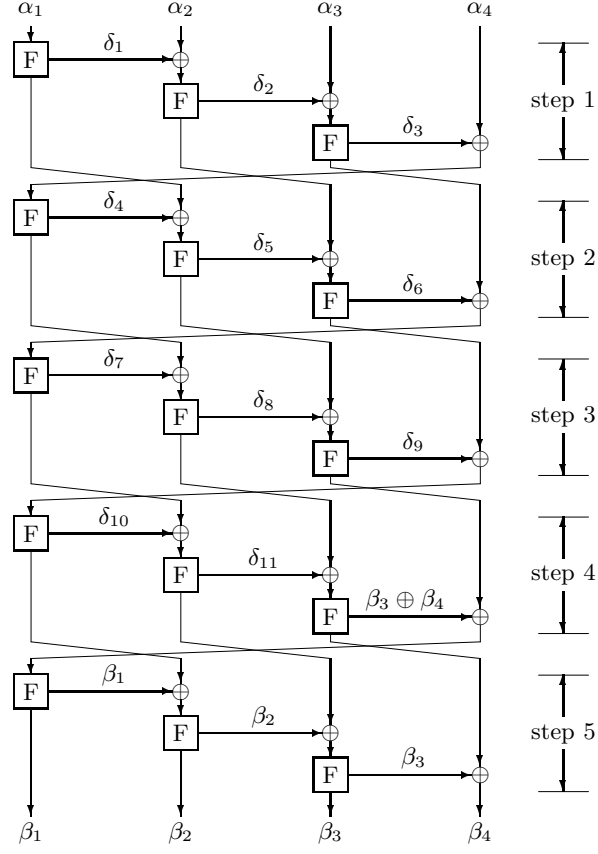 α₁ α₂ α₃ α₄
F δ₁ ⊕
F δ₂ ⊕ step 1
F δ₃ ⊕
F δ₄ ⊕
F δ₅ ⊕ step 2
F δ₆ ⊕
F δ₇ ⊕
F δ₈ ⊕ step 3
F δ₉ ⊕
F δ₁₀ ⊕
F δ₁₁ ⊕ step 4
F β₃ ⊕ β₄ ⊕
F β₁ ⊕
F β₂ ⊕ step 5
F β₃ ⊕
β₁ β₂ β₃ β₄